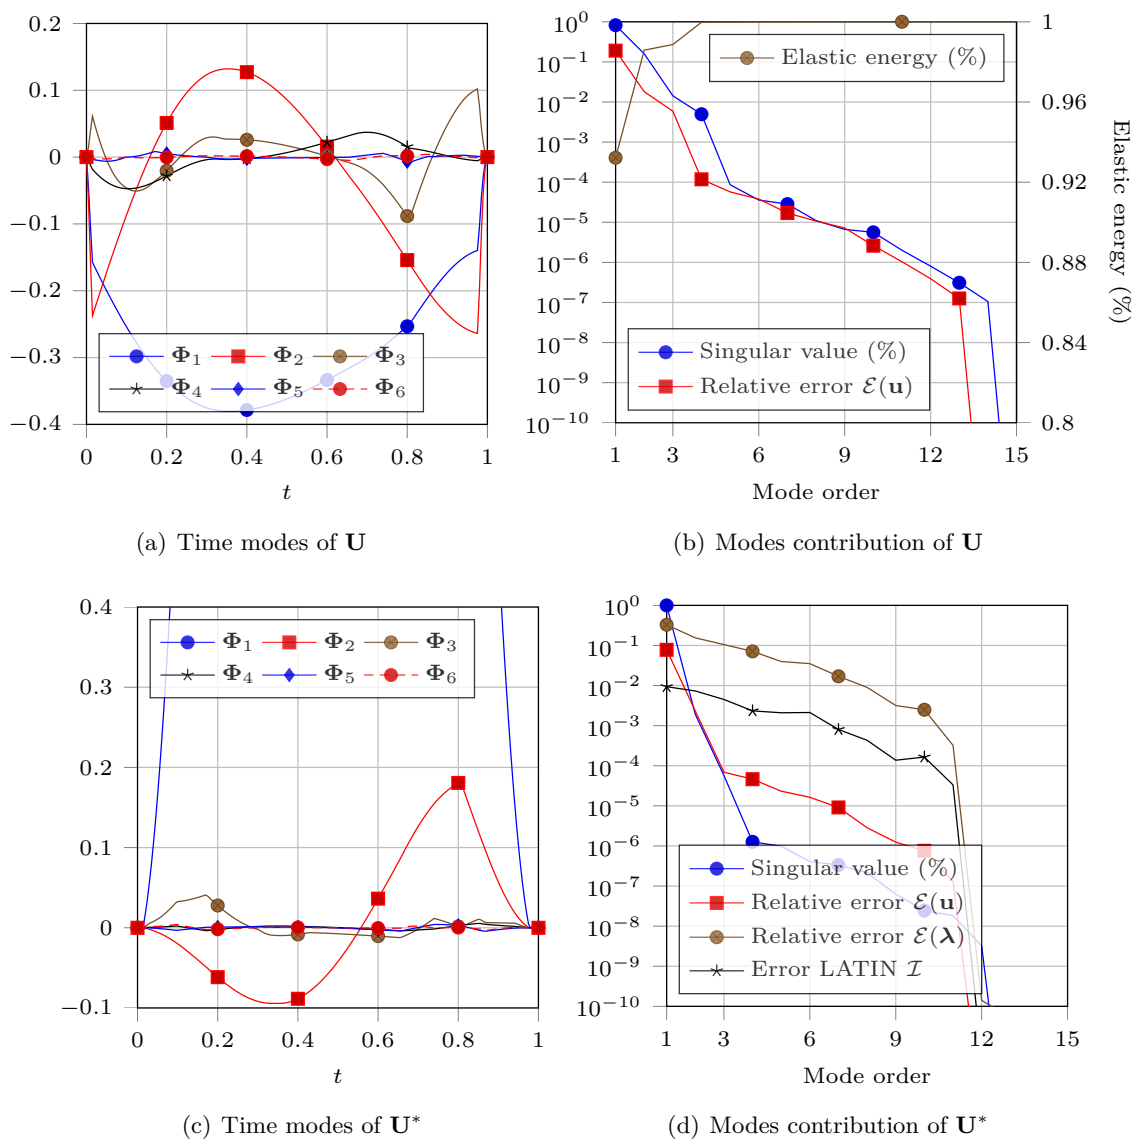 0.2
0.1
0
−0.1
−0.2
−0.3
−0.4
0 0.2 0.4 0.6 0.8 1
t
Φ1 Φ2 Φ3
Φ4 Φ5 Φ6
(a) Time modes of U
10^0
10^−1
10^−2
10^−3
10^−4
10^−5
10^−6
10^−7
10^−8
10^−9
10^−10
1 3 6 9 12 15
Mode order
1
0.96
0.92
0.88
0.84
0.8
Elastic energy (%)
Elastic energy (%)
Singular value (%)
Relative error ℰ(u)
(b) Modes contribution of U
0.4
0.3
0.2
0.1
0
−0.1
0 0.2 0.4 0.6 0.8 1
t
Φ1 Φ2 Φ3
Φ4 Φ5 Φ6
(c) Time modes of U*
10^0
10^−1
10^−2
10^−3
10^−4
10^−5
10^−6
10^−7
10^−8
10^−9
10^−10
1 3 6 9 12 15
Mode order
Singular value (%)
Relative error ℰ(u)
Relative error ℰ(λ)
Error LATIN ℐ
(d) Modes contribution of U*